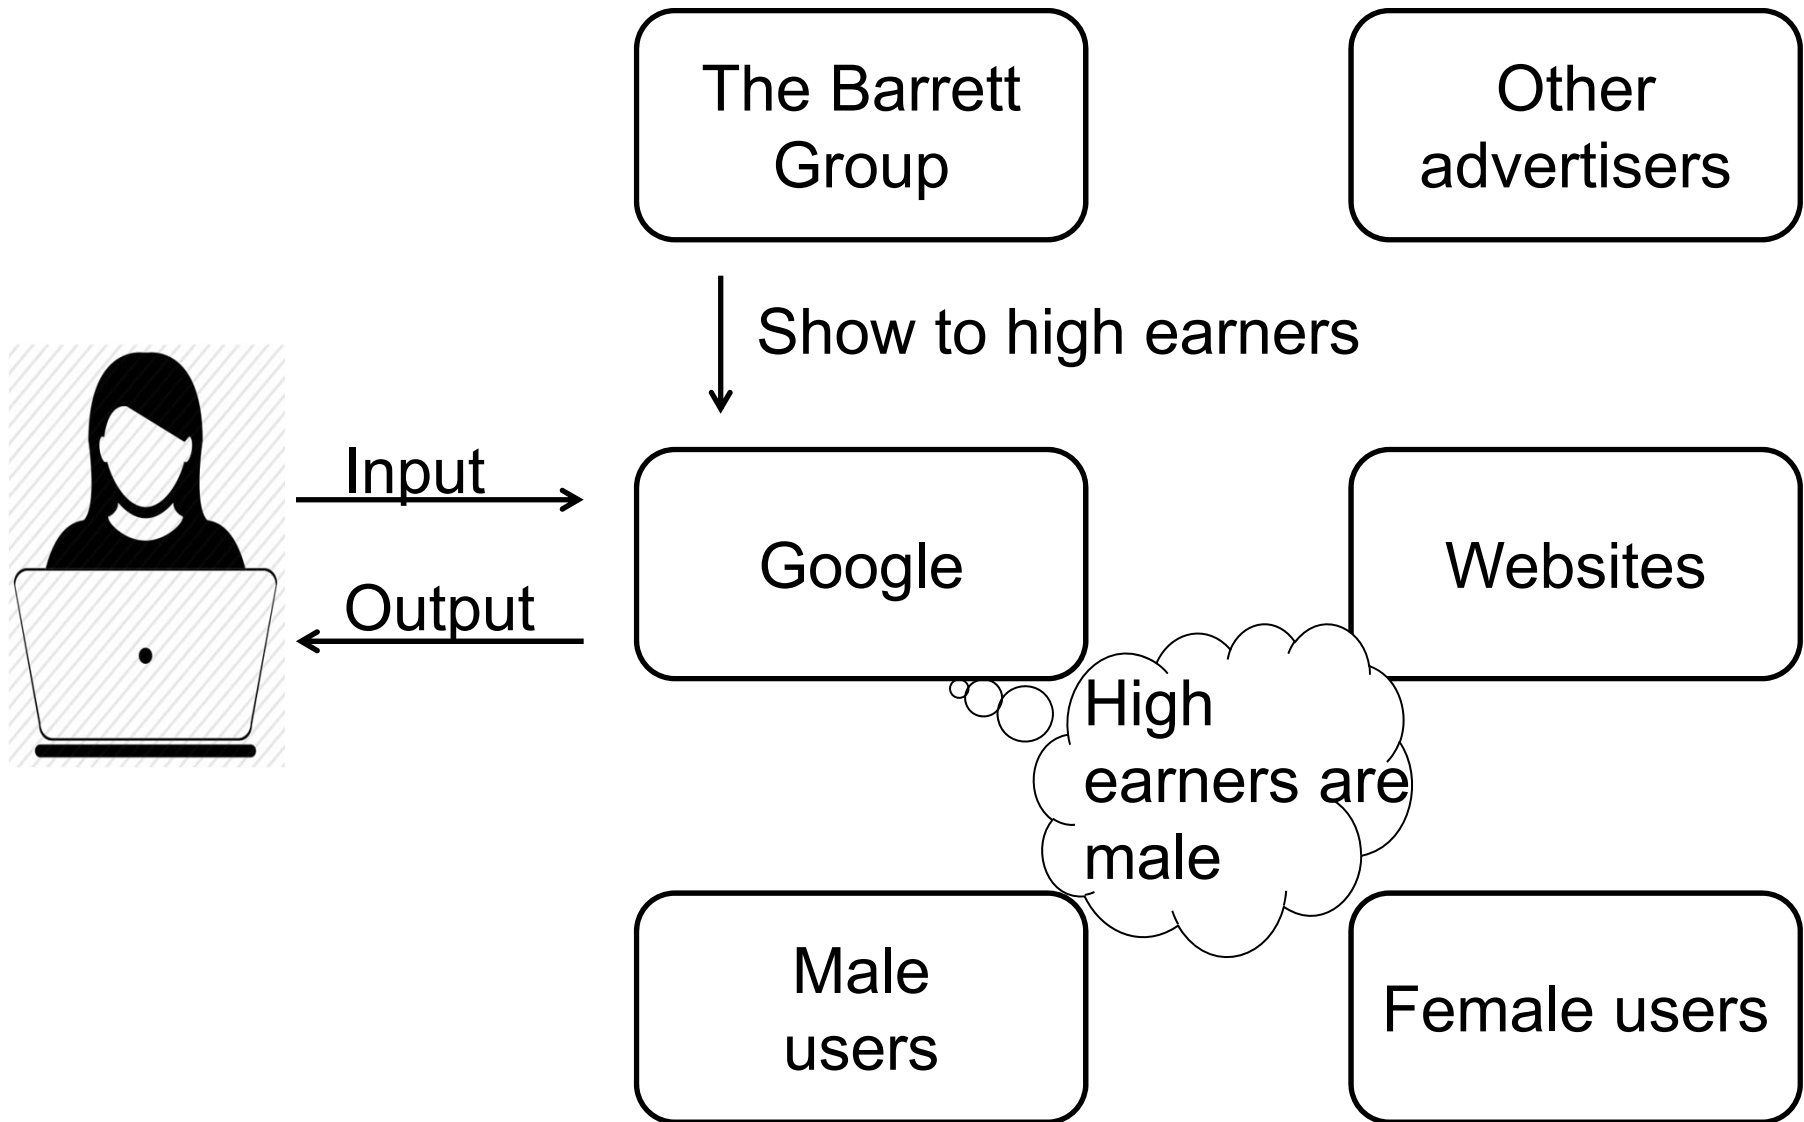 The Barrett
Group
Other
advertisers
Show to high earners
Input
Output
Google
Websites
High
earners are
male
Male
users
Female users